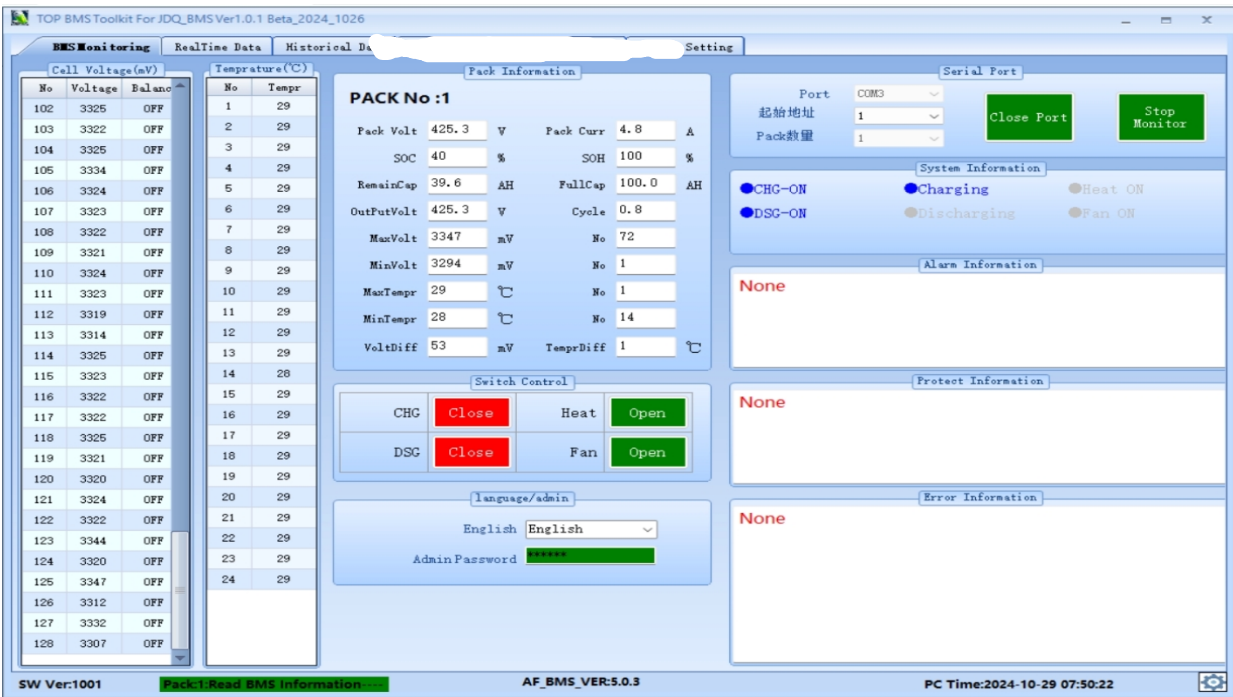 TOP BMS Toolkit For JDQ_BMS Ver1.0.1 Beta_2024_1026
BMS Monitoring RealTime Data Historical Da Setting
Cell Voltage(mV)
No Voltage Balanc
102 3325 OFF
103 3322 OFF
104 3325 OFF
105 3334 OFF
106 3324 OFF
107 3323 OFF
108 3322 OFF
109 3321 OFF
110 3324 OFF
111 3323 OFF
112 3319 OFF
113 3314 OFF
114 3325 OFF
115 3323 OFF
116 3322 OFF
117 3322 OFF
118 3325 OFF
119 3321 OFF
120 3320 OFF
121 3324 OFF
122 3322 OFF
123 3344 OFF
124 3320 OFF
125 3347 OFF
126 3312 OFF
127 3332 OFF
128 3307 OFF
Temprature(℃)
No Tempr
1 29
2 29
3 29
4 29
5 29
6 29
7 29
8 29
9 29
10 29
11 29
12 29
13 29
14 28
15 29
16 29
17 29
18 29
19 29
20 29
21 29
22 29
23 29
24 29
Pack Information
PACK No :1
Pack Volt 425.3 V Pack Curr 4.8 A
SOC 40 % SOH 100 %
RemainCap 39.6 AH FullCap 100.0 AH
OutPutVolt 425.3 V Cycle 0.8
MaxVolt 3347 mV No 72
MinVolt 3294 mV No 1
MaxTempr 29 ℃ No 1
MinTempr 28 ℃ No 14
VoltDiff 53 mV TemprDiff 1 ℃
Switch Control
CHG Close Heat Open
DSG Close Fan Open
language/admin
English English
Admin Password ******
Serial Port
Port COM3
起始地址 1
Pack数量 1
Close Port
Stop
Monitor
System Information
CHG-ON Charging Heat ON
DSG-ON Discharging Fan ON
Alarm Information
None
Protect Information
None
Error Information
None
SW Ver:1001 Pack:1:Read BMS Information---- AF_BMS_VER:5.0.3 PC Time:2024-10-29 07:50:22